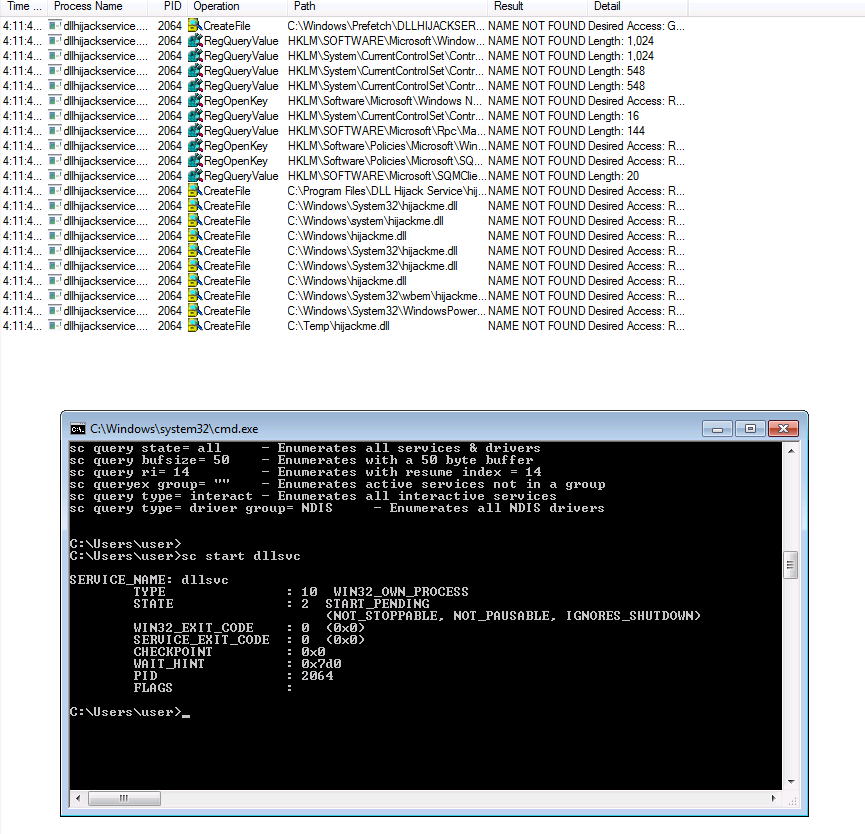 Time ... Process Name PID Operation Path Result Detail
4:11:4... dllhijackservice.... 2064 CreateFile C:\Windows\Prefetch\DLLHIJACKSER... NAME NOT FOUND Desired Access: G...
4:11:4... dllhijackservice.... 2064 RegQueryValue HKLM\SOFTWARE\Microsoft\Window... NAME NOT FOUND Length: 1,024
4:11:4... dllhijackservice.... 2064 RegQueryValue HKLM\System\CurrentControlSet\Contr... NAME NOT FOUND Length: 1,024
4:11:4... dllhijackservice.... 2064 RegQueryValue HKLM\System\CurrentControlSet\Contr... NAME NOT FOUND Length: 548
4:11:4... dllhijackservice.... 2064 RegQueryValue HKLM\System\CurrentControlSet\Contr... NAME NOT FOUND Length: 548
4:11:4... dllhijackservice.... 2064 RegOpenKey HKLM\Software\Microsoft\Windows N... NAME NOT FOUND Desired Access: R...
4:11:4... dllhijackservice.... 2064 RegQueryValue HKLM\System\CurrentControlSet\Contr... NAME NOT FOUND Length: 16
4:11:4... dllhijackservice.... 2064 RegQueryValue HKLM\SOFTWARE\Microsoft\Rpc\Ma... NAME NOT FOUND Length: 144
4:11:4... dllhijackservice.... 2064 RegOpenKey HKLM\Software\Policies\Microsoft\Win... NAME NOT FOUND Desired Access: R...
4:11:4... dllhijackservice.... 2064 RegOpenKey HKLM\Software\Policies\Microsoft\SQ... NAME NOT FOUND Desired Access: R...
4:11:4... dllhijackservice.... 2064 RegQueryValue HKLM\SOFTWARE\Microsoft\SQMClie... NAME NOT FOUND Length: 20
4:11:4... dllhijackservice.... 2064 CreateFile C:\Program Files\DLL Hijack Service\hij... NAME NOT FOUND Desired Access: R...
4:11:4... dllhijackservice.... 2064 CreateFile C:\Windows\System32\hijackme.dll NAME NOT FOUND Desired Access: R...
4:11:4... dllhijackservice.... 2064 CreateFile C:\Windows\system\hijackme.dll NAME NOT FOUND Desired Access: R...
4:11:4... dllhijackservice.... 2064 CreateFile C:\Windows\hijackme.dll NAME NOT FOUND Desired Access: R...
4:11:4... dllhijackservice.... 2064 CreateFile C:\Windows\System32\hijackme.dll NAME NOT FOUND Desired Access: R...
4:11:4... dllhijackservice.... 2064 CreateFile C:\Windows\System32\hijackme.dll NAME NOT FOUND Desired Access: R...
4:11:4... dllhijackservice.... 2064 CreateFile C:\Windows\hijackme.dll NAME NOT FOUND Desired Access: R...
4:11:4... dllhijackservice.... 2064 CreateFile C:\Windows\System32\wbem\hijackme... NAME NOT FOUND Desired Access: R...
4:11:4... dllhijackservice.... 2064 CreateFile C:\Windows\System32\WindowsPower... NAME NOT FOUND Desired Access: R...
4:11:4... dllhijackservice.... 2064 CreateFile C:\Temp\hijackme.dll NAME NOT FOUND Desired Access: R...
C:\Windows\system32\cmd.exe
sc query state= all - Enumerates all services & drivers
sc query bufsize= 50 - Enumerates with a 50 byte buffer
sc query ri= 14 - Enumerates with resume index = 14
sc queryex group= "" - Enumerates active services not in a group
sc query type= interact - Enumerates all interactive services
sc query type= driver group= NDIS - Enumerates all NDIS drivers
C:\Users\user>
C:\Users\user>sc start dllsvc
SERVICE_NAME: dllsvc
TYPE : 10 WIN32_OWN_PROCESS
STATE : 2 START_PENDING
(NOT_STOPPABLE, NOT_PAUSABLE, IGNORES_SHUTDOWN)
WIN32_EXIT_CODE : 0 (0x0)
SERVICE_EXIT_CODE : 0 (0x0)
CHECKPOINT : 0x0
WAIT_HINT : 0x7d0
PID : 2064
FLAGS :
C:\Users\user>_